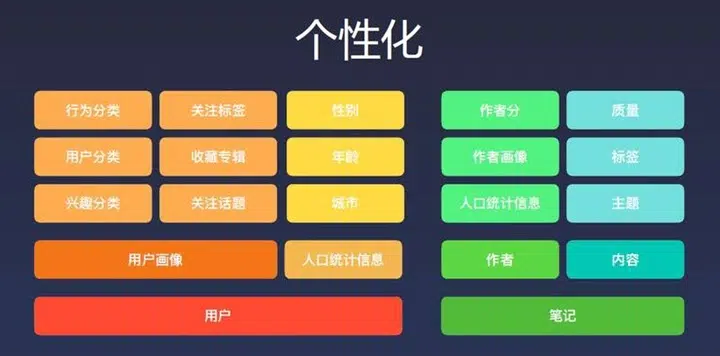 个性化
行为分类 关注标签 性别 作者分 质量
用户分类 收藏专辑 年龄 作者画像 标签
兴趣分类 关注话题 城市 人口统计信息 主题
用户画像 人口统计信息 作者 内容
用户 笔记